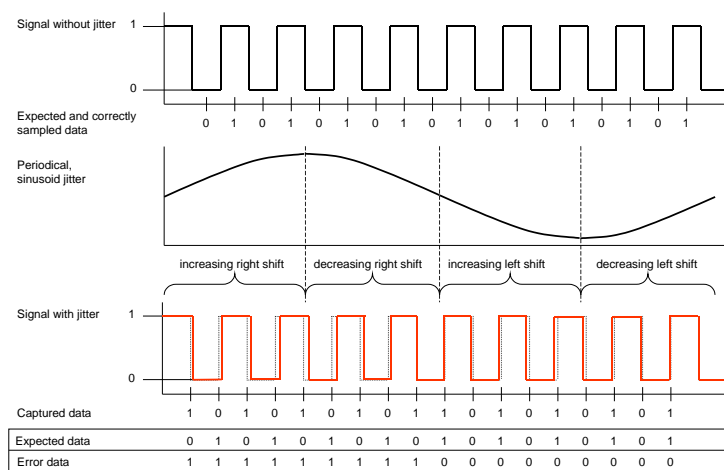 Signal without jitter
1
0
Expected and correctly
sampled data
0 1 0 1 0 1 0 1 0 1 0 1 0 1 0 1 0 1
Periodical,
sinusoid jitter
increasing right shift
decreasing right shift
increasing left shift
decreasing left shift
Signal with jitter
1
0
Captured data 1 0 1 0 1 0 1 0 1 1 0 1 0 1 0 1 0 1
Expected data 0 1 0 1 0 1 0 1 0 1 0 1 0 1 0 1 0 1
Error data 1 1 1 1 1 1 1 1 1 0 0 0 0 0 0 0 0 0